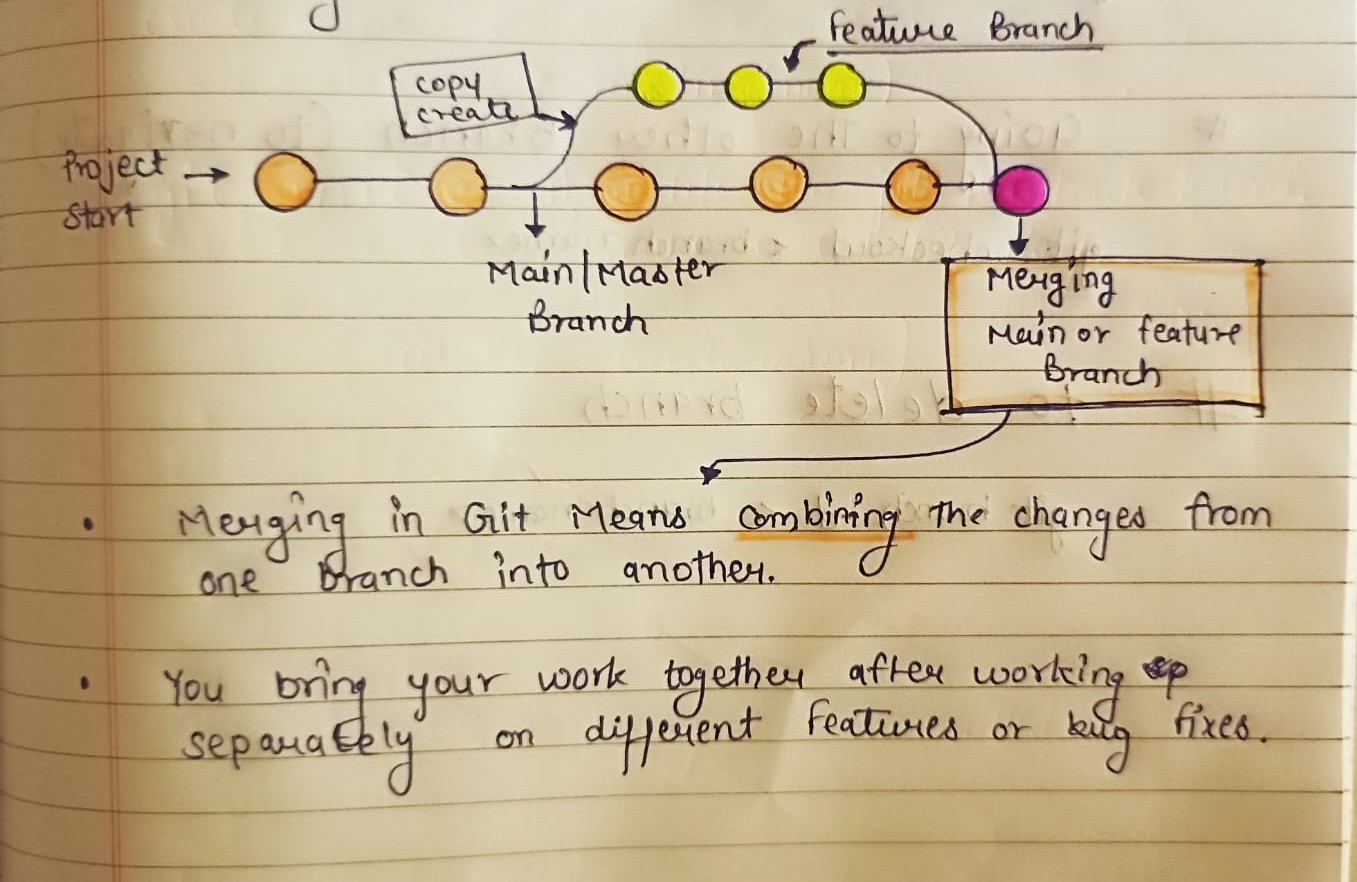 Feature Branch
copy
create
Project
Start
Main/Master
Branch
Merging
Main or feature
Branch
• Merging in Git Means combining the changes from
one branch into another.
• You bring your work together after working
separately on different features or bug fixes.